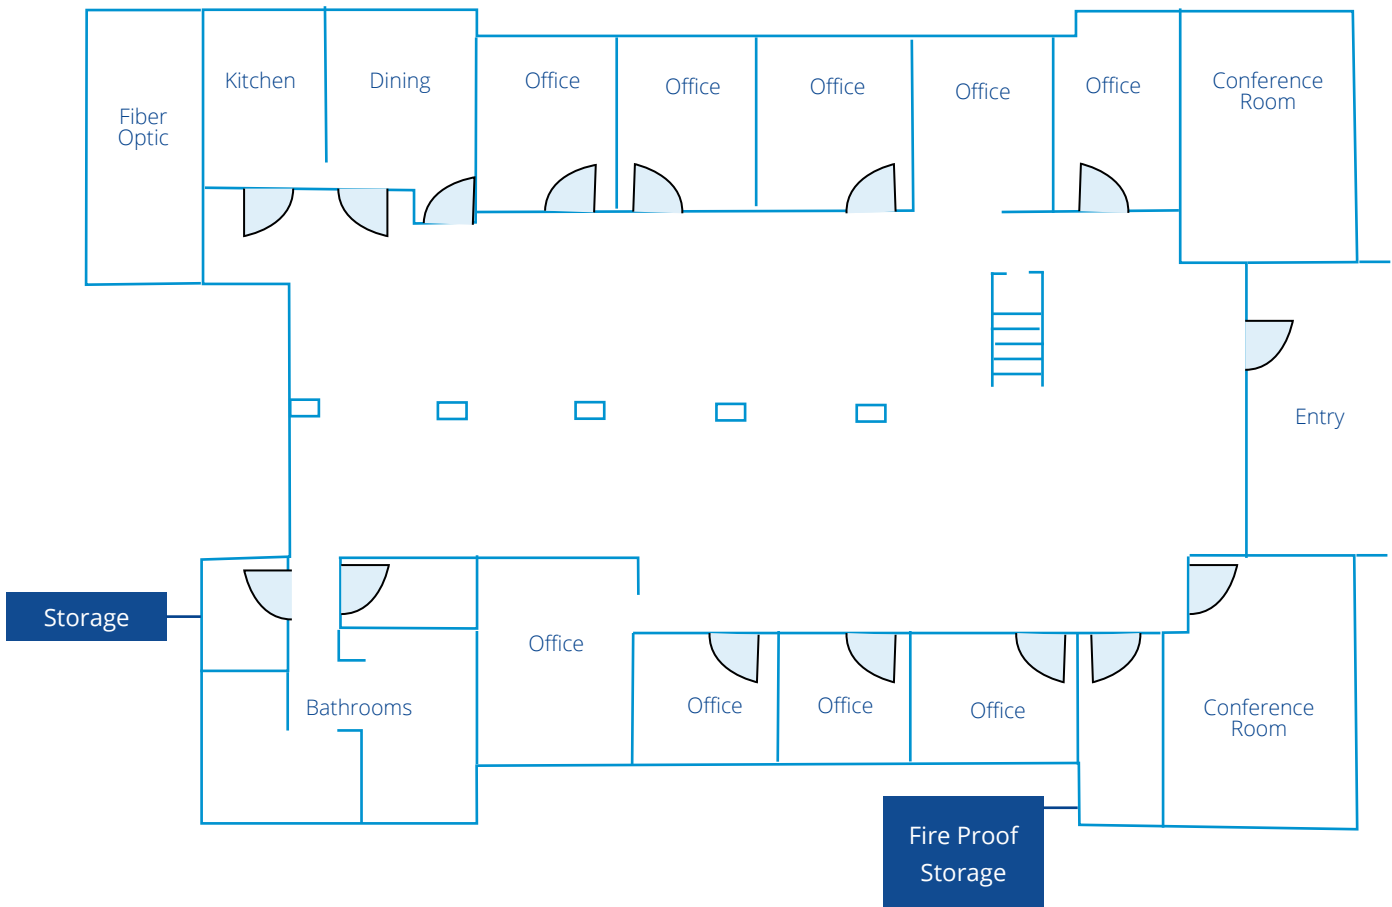 Kitchen
Dining
Office
Office
Office
Office
Office
Conference
Room
Fiber
Optic
Entry
Storage
Office
Bathrooms
Office
Office
Office
Conference
Room
Fire Proof
Storage